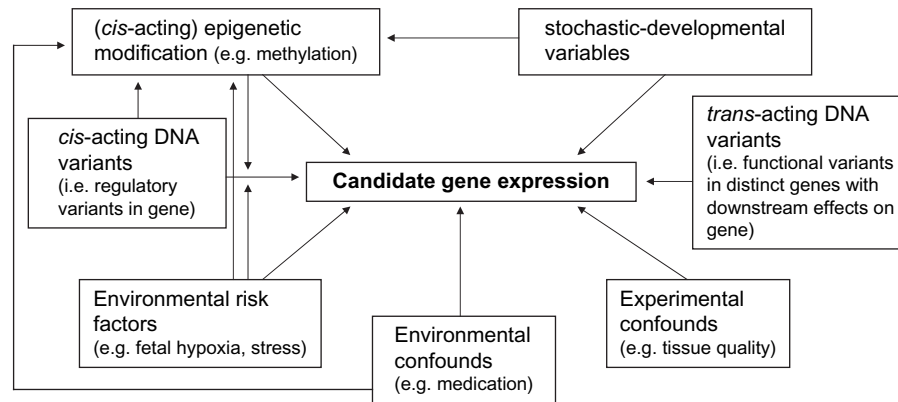 (cis-acting) epigenetic
modification (e.g. methylation)
stochastic-developmental
variables
cis-acting DNA
variants
(i.e. regulatory
variants in gene)
Candidate gene expression
trans-acting DNA
variants
(i.e. functional variants
in distinct genes with
downstream effects on
gene)
Environmental risk
factors
(e.g. fetal hypoxia, stress)
Environmental
confounds
(e.g. medication)
Experimental
confounds
(e.g. tissue quality)